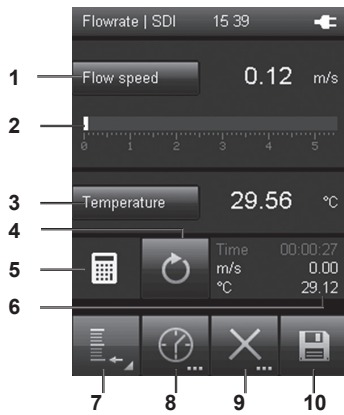 Flowrate | SDI 15 39
1 Flow speed 0.12 m/s
2
0 1 2 3 4 5
3 Temperature 29.56 °C
4
5
Time 00:00:27
m/s 0.00
°C 29.12
6
7 8 9 10